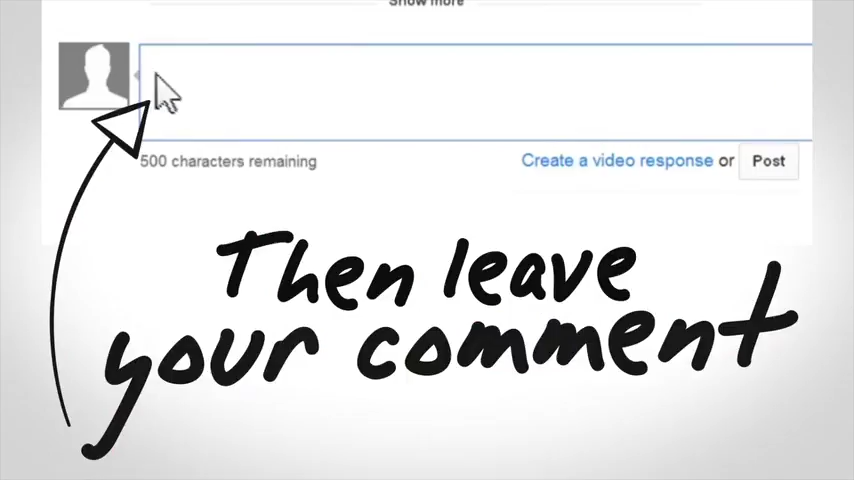 Show more
500 characters remaining
Create a video response or Post
Then leave
your comment